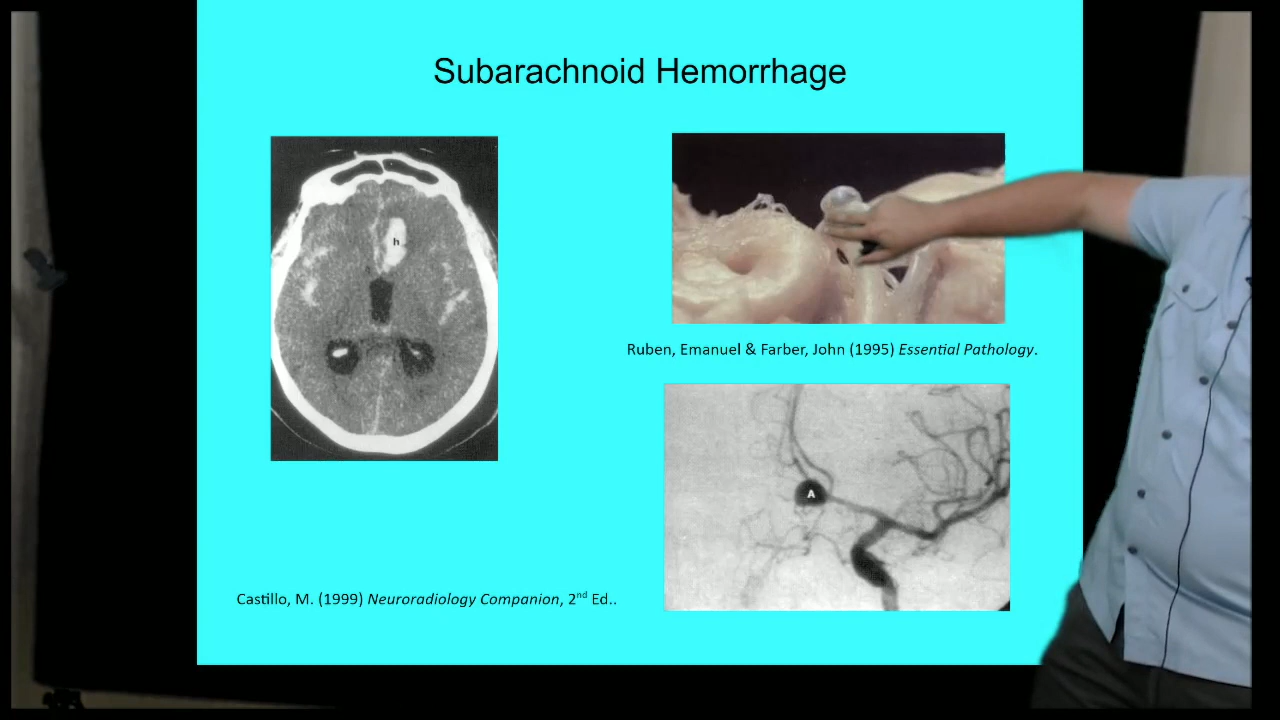 Subarachnoid Hemorrhage
h
Ruben, Emanuel & Farber, John (1995) Essential Pathology.
A
Castillo, M. (1999) Neuroradiology Companion, 2nd Ed..